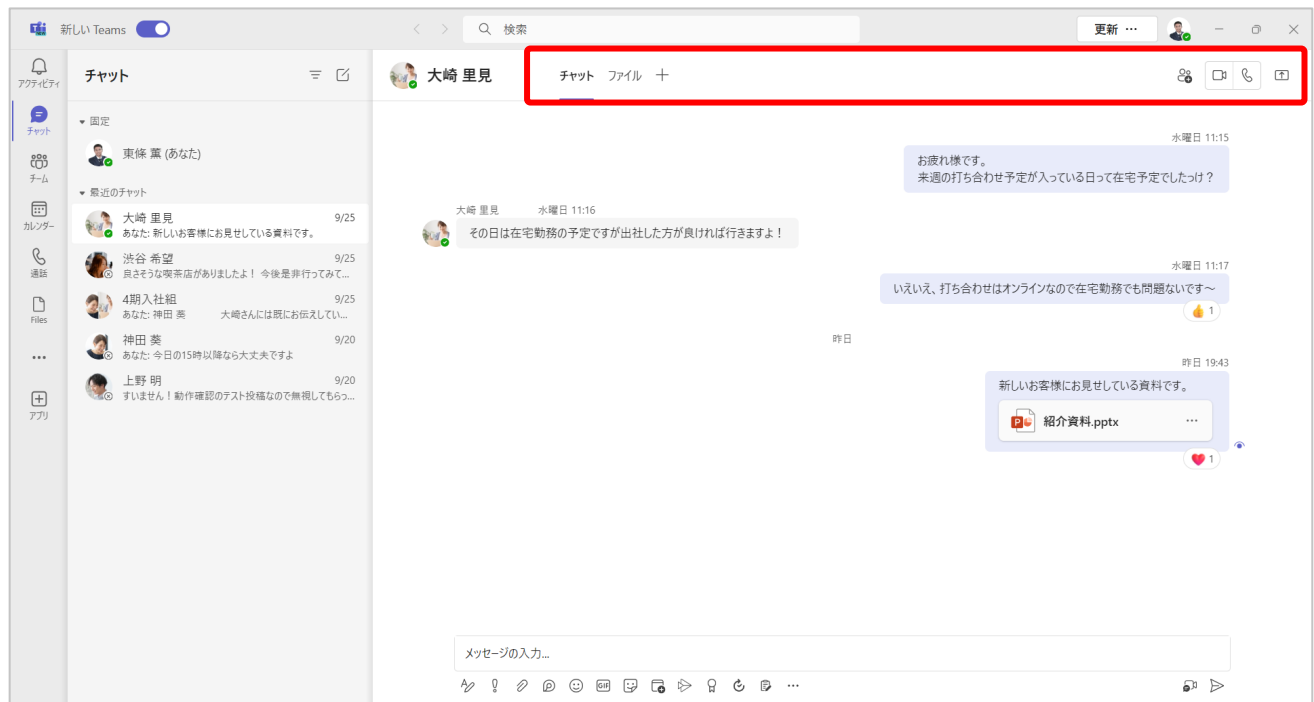 新しい Teams
検索
更新 …
アクティビティ
チャット
チーム
カレンダー
通話
Files
アプリ
チャット
固定
東條 薫 (あなた)
最近のチャット
大崎 里見 9/25
あなた: 新しいお客様にお見せしている資料です。
渋谷 希望 9/25
良さそうな喫茶店がありましたよ！ 今後是非行ってみて...
4期入社組 9/25
あなた: 神田 葵 大崎さんには既にお伝えしてい...
神田 葵 9/20
あなた: 今日の15時以降なら大丈夫ですよ
上野 明 9/20
すいません！動作確認のテスト投稿なので無視してもらっ...
大崎 里見
チャット ファイル
水曜日 11:15
お疲れ様です。
来週の打ち合わせ予定が入っている日って在宅予定でしたっけ？
大崎 里見 水曜日 11:16
その日は在宅勤務の予定ですが出社した方が良ければ行きますよ！
水曜日 11:17
いえいえ、打ち合わせはオンラインなので在宅勤務でも問題ないです～
1
昨日
昨日 19:43
新しいお客様にお見せしている資料です。
紹介資料.pptx
1
メッセージの入力...
GIF